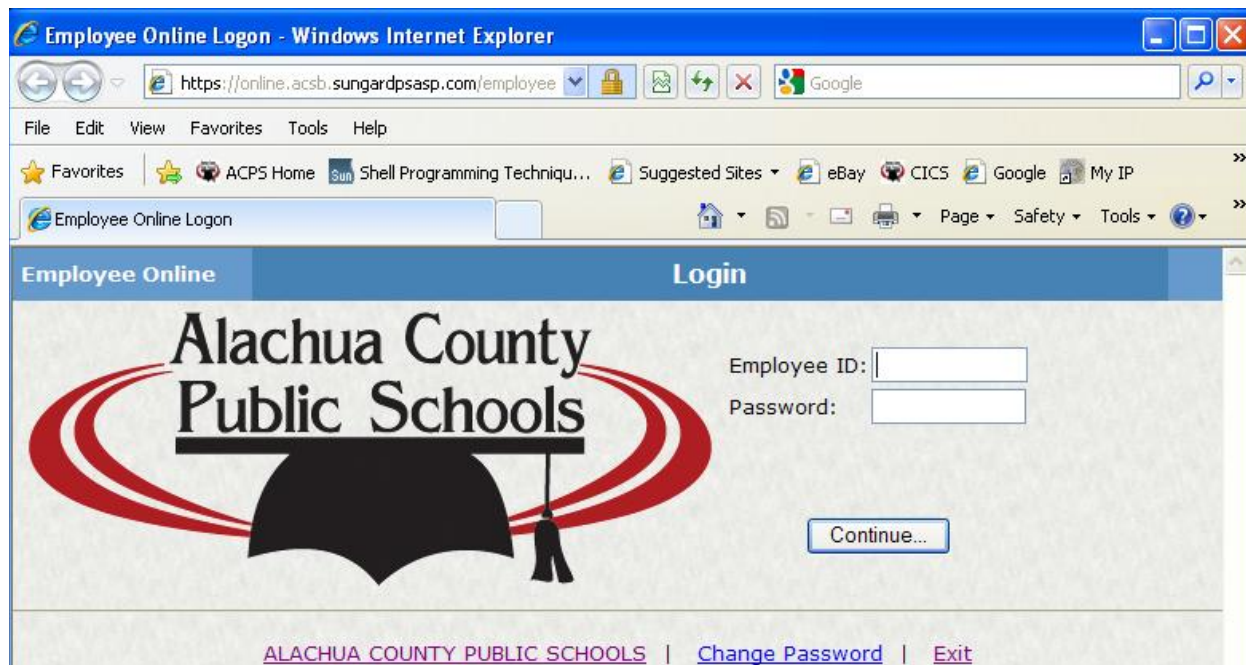 Employee Online Logon - Windows Internet Explorer
https://online.acsb.sungardpsasp.com/employee Google
File Edit View Favorites Tools Help
Favorites ACPS Home Sun Shell Programming Techniqu... Suggested Sites eBay CICS Google My IP »
Employee Online Logon Page Safety Tools »
Employee Online Login
Alachua County
Public Schools
Employee ID:
Password:
Continue...
ALACHUA COUNTY PUBLIC SCHOOLS | Change Password | Exit